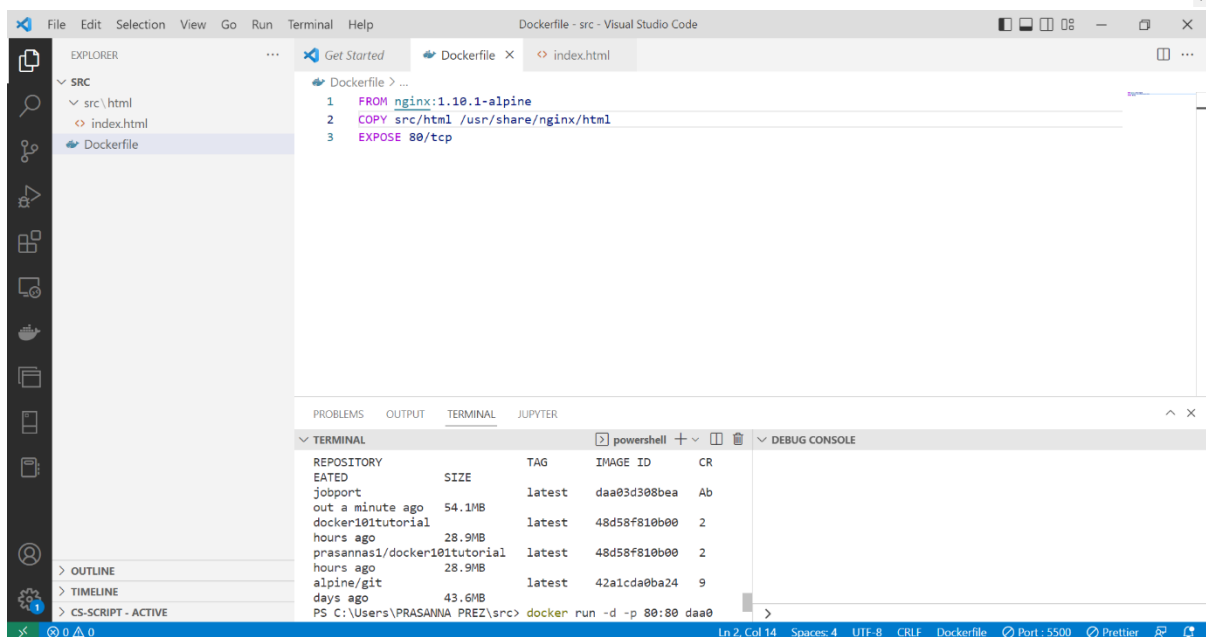 File Edit Selection View Go Run Terminal Help Dockerfile - src - Visual Studio Code
EXPLORER ...
SRC
src\html
index.html
Dockerfile
OUTLINE
TIMELINE
CS-SCRIPT - ACTIVE
1
Get Started Dockerfile index.html ...
Dockerfile > ...
1 FROM nginx:1.10.1-alpine
2 COPY src/html /usr/share/nginx/html
3 EXPOSE 80/tcp
PROBLEMS OUTPUT TERMINAL JUPYTER
TERMINAL powershell
REPOSITORY TAG IMAGE ID CR
EATED SIZE
jobport latest daa03d308bea Ab
out a minute ago 54.1MB
docker101tutorial latest 48d58f810b00 2
hours ago 28.9MB
prasannas1/docker101tutorial latest 48d58f810b00 2
hours ago 28.9MB
alpine/git latest 42a1cda0ba24 9
days ago 43.6MB
PS C:\Users\PRASANNA PREZ\src> docker run -d -p 80:80 daa0
DEBUG CONSOLE
>
0 0 Ln 2, Col 14 Spaces: 4 UTF-8 CRLF Dockerfile Port : 5500 Prettier